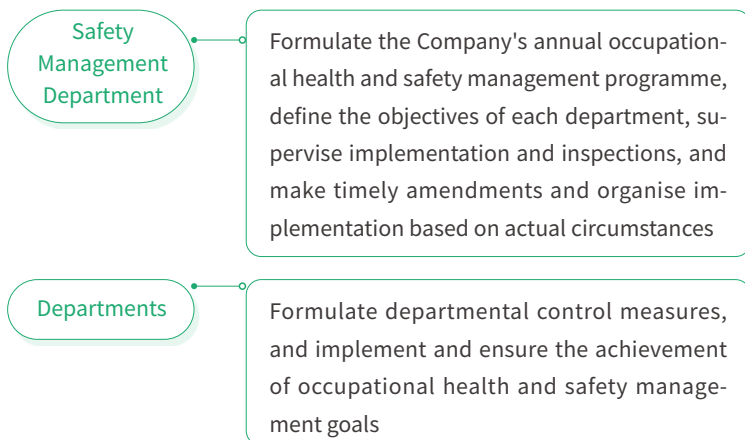 Safety
Management
Department
Formulate the Company's annual occupation-
al health and safety management programme,
define the objectives of each department, su-
pervise implementation and inspections, and
make timely amendments and organise im-
plementation based on actual circumstances
Departments
Formulate departmental control measures,
and implement and ensure the achievement
of occupational health and safety manage-
ment goals